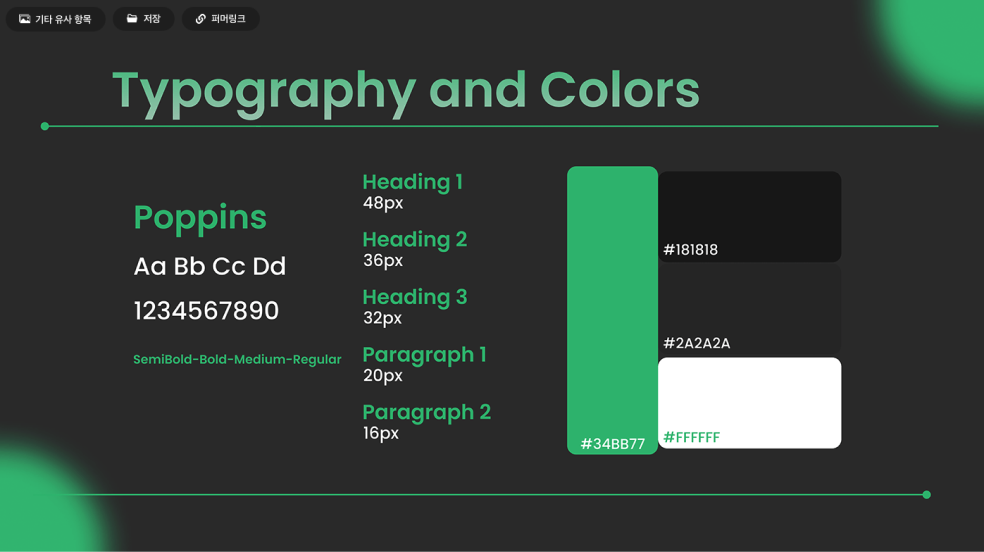 기타 유사 항목
저장
퍼머링크
Typography and Colors
Poppins
Aa Bb Cc Dd
1234567890
SemiBold-Bold-Medium-Regular
Heading 1
48px
Heading 2
36px
Heading 3
32px
Paragraph 1
20px
Paragraph 2
16px
#34BB77
#181818
#2A2A2A
#FFFFFF